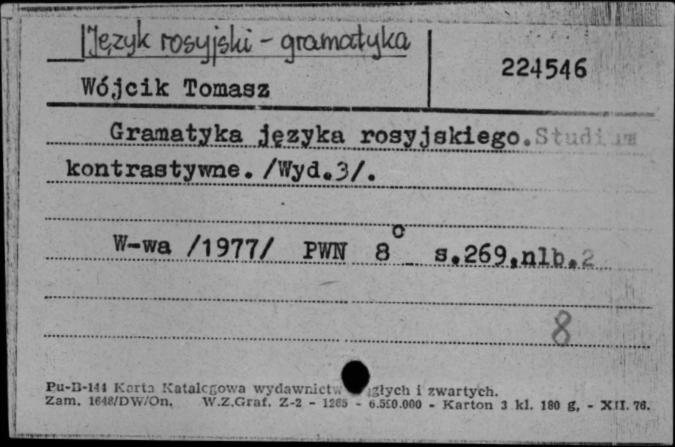 Język rosyjski - gramatyka
224546
Wójcik Tomasz
Gramatyka języka rosyjskiego. Studium
kontrastywne. /Wyd.3/.
W-wa /1977/ PWN 8° s.269,nlb.2
8
Pu-B-144 Karta Katalogowa wydawnictw głych i zwartych.
Zam. 1648/DW/On. W.Z.Graf. Z-2 - 1265 - 6.500.000 - Karton 3 kl. 180 g, - XII. 76.